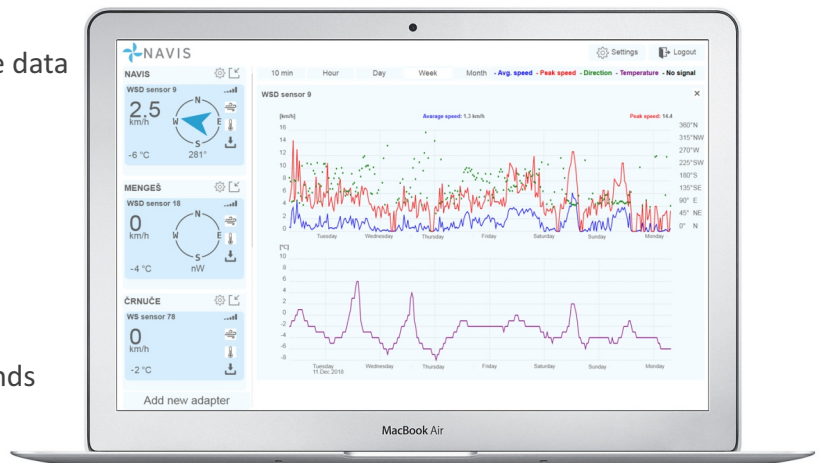 e data
nds
NAVIS
Settings
Logout
NAVIS
WSD sensor 9
2.5
km/h
N
W E
S
-6 °C
281°
MENGEŠ
WSD sensor 18
0
km/h
N
W E
S
-4 °C
nW
ČRNUČE
WS sensor 78
0
km/h
-2 °C
Add new adapter
10 min Hour Day Week Month - Avg. speed - Peak speed - Direction - Temperature - No signal
WSD sensor 9 ×
[km/h] Avarage speed: 1.3 km/h Peak speed: 14.4
16 360°N
14 315°NW
12 270°W
10 225°SW
8 180°S
6 135°SE
4 90° E
2 45° NE
0 0° N
Tuesday Wednesday Thursday Friday Saturday Sunday Monday
[°C]
10
8
6
4
2
0
-2
-4
-6
-8
Tuesday Wednesday Thursday Friday Saturday Sunday Monday
11.Dec.2018
MacBook Air